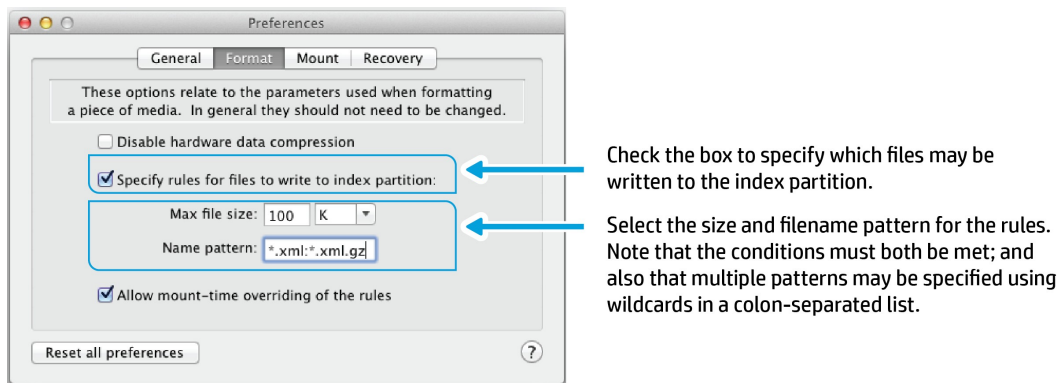 Preferences
General Format Mount Recovery
These options relate to the parameters used when formatting
a piece of media. In general they should not need to be changed.
Disable hardware data compression
Specify rules for files to write to index partition:
Max file size: 100 K
Name pattern: *.xml:*.xml.gz
Allow mount-time overriding of the rules
Reset all preferences ?
Check the box to specify which files may be
written to the index partition.
Select the size and filename pattern for the rules.
Note that the conditions must both be met; and
also that multiple patterns may be specified using
wildcards in a colon-separated list.